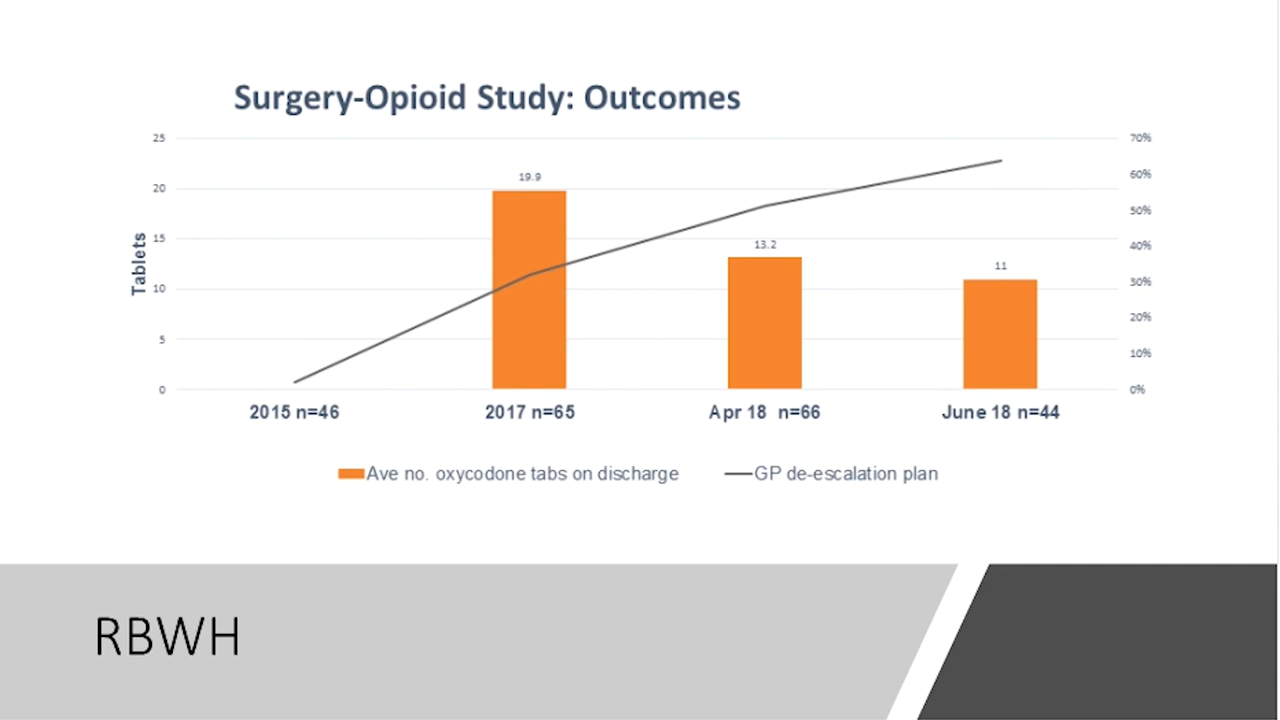 Surgery-Opioid Study: Outcomes
25
20
15
10
5
0
Tablets
19.9
13.2
11
70%
60%
50%
40%
30%
20%
10%
0%
2015 n=46
2017 n=65
Apr 18 n=66
June 18 n=44
Ave no. oxycodone tabs on discharge
GP de-escalation plan
RBWH